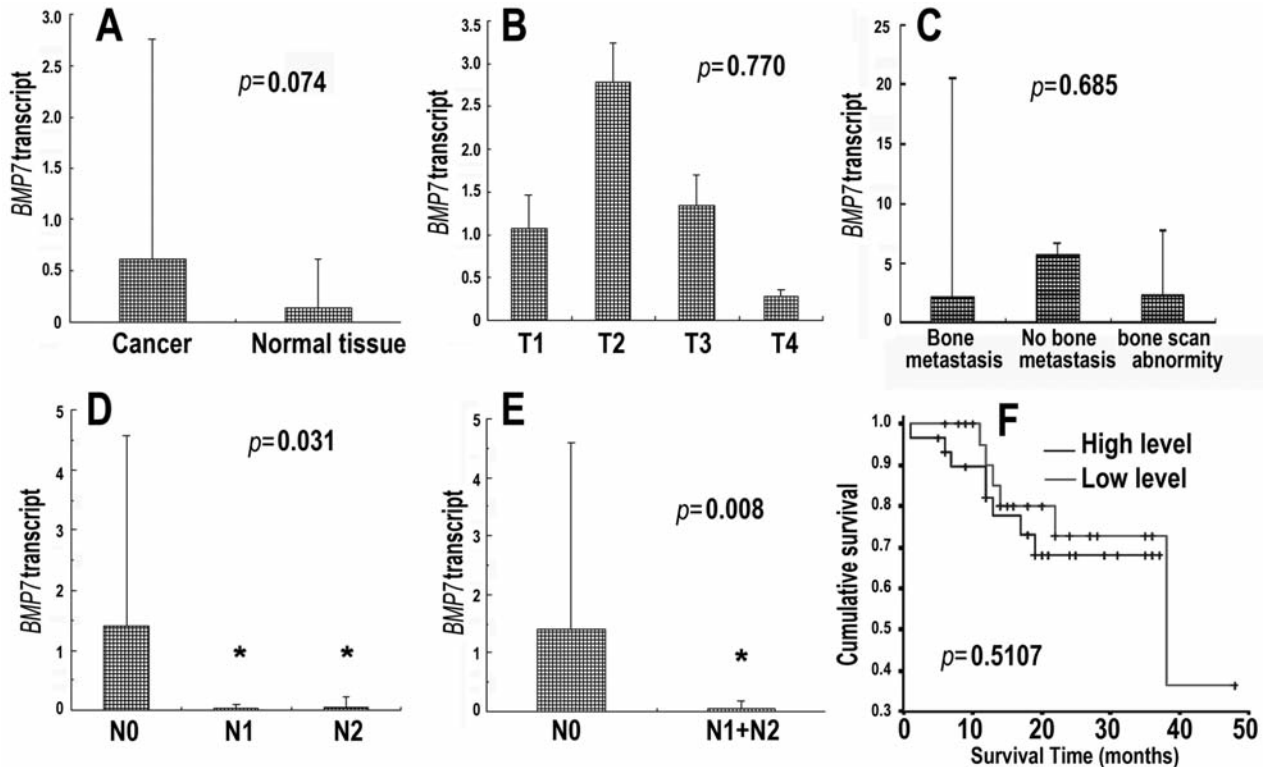 A
BMP7 transcript
3.0
2.5
2.0
1.5
1.0
0.5
0
p=0.074
Cancer Normal tissue
B
BMP7 transcript
3.5
3.0
2.5
2.0
1.5
1.0
0.5
0
p=0.770
T1 T2 T3 T4
C
BMP7 transcript
25
20
15
10
5
0
p=0.685
Bone No bone bone scan
metastasis metastasis abnormity
D
BMP7 transcript
5
4
3
2
1
0
p=0.031
* *
N0 N1 N2
E
BMP7 transcript
5
4
3
2
1
0
p=0.008
*
N0 N1+N2
F
Cumulative survival
1.0
0.9
0.8
0.7
0.6
0.5
0.4
0.3
High level
Low level
p=0.5107
0 10 20 30 40 50
Survival Time (months)